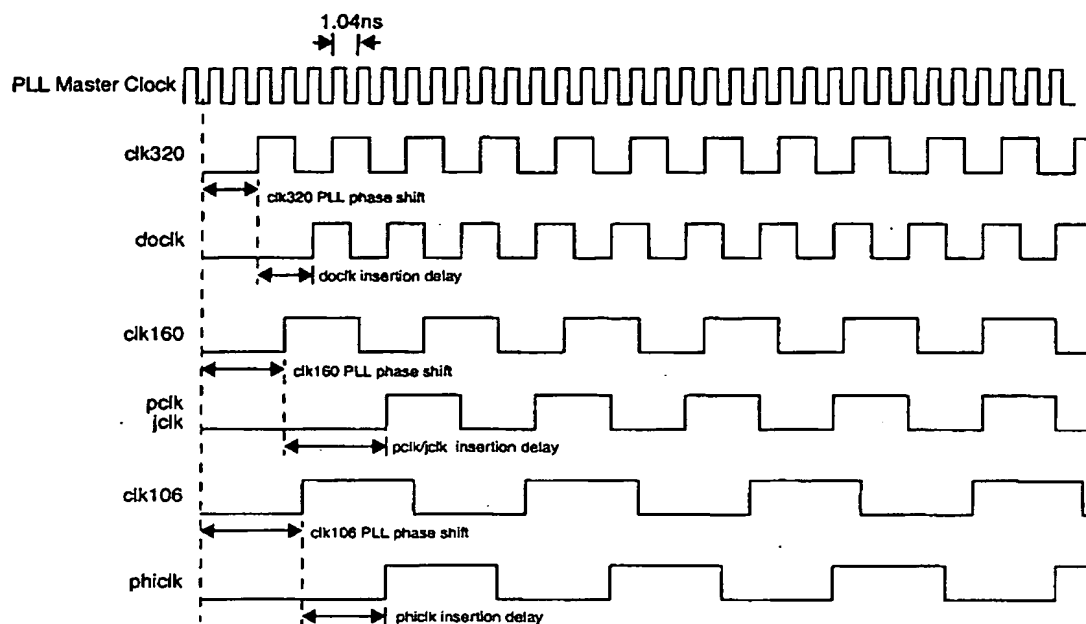 1.04ns
PLL Master Clock
clk320
clk320 PLL phase shift
doclk
doclk insertion delay
clk160
clk160 PLL phase shift
pclk
jclk
pclk/jclk insertion delay
clk106
clk106 PLL phase shift
phiclk
phiclk insertion delay